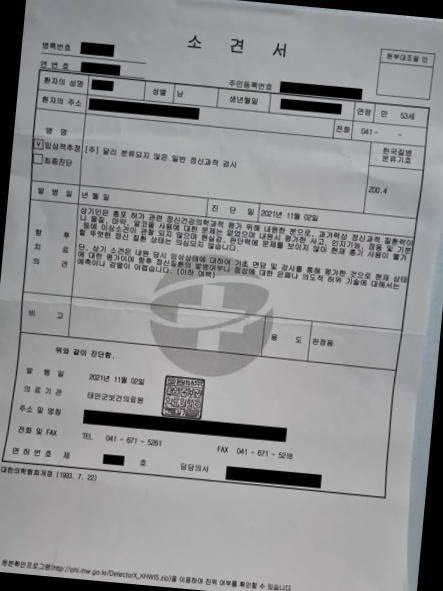 소 견 서
병록번호
연 번호
원부대조필 인
주민등록번호
환자의 성명 성별 남 생년월일 연령 만 53세
환자의 주소 전화 041- -
병 명
한국질병
분류기호
V 임상적추정
최종진단
[주] 달리 분류되지 않은 일반 정신과적 검사
200.4
발 병 일 년 월 일 진 단 일 2021년 11월 02일
향 후
치 료
의 견
상기인은 총포 허가 관련 정신건강의학과적 평가 위해 내원한 분으로, 과거력상 정신과적 질환력이
나 물질, 마약, 알코올 사용에 대한 문제는 없었으며 내원시 평가한 사고, 인지기능, 정동 및 기분
등에 이상소견이 관찰 되지 않으며 현실감, 판단력에 문제를 보이지 않아 현재 총기 사용이 불가
할 뚜렷한 정신 질환 상태는 의심되지 않습니다.
단, 상기 소견은 내원 당시 임상상태에 대하여 기초 면담 및 검사를 통해 평가한 것으로 현재 상태
에 대한 평가이며 향후 정신질환의 발병여부나 증상에 대한 은폐나 의도적 허위 기술에 대해서는
예측이나 감별이 어렵습니다. (이하 여백)
비 고 용 도
위와 같이 진단함.
발 행 일 2021년 11월 02일
의 료 기 관 태안군보건의료원
주소 및 명칭
전화 및 FAX TEL 041 - 671 - 5261 FAX 041 - 671 - 5218
면 허 번 호 제 호 담당의사
대한의학협회개정 (1993. 7. 22)
원본확인프로그램(http://phi.mw.go.kr/DetectorX_KHWIS.zip)을 이용하여 진위 여부를 확인할 수 있습니다